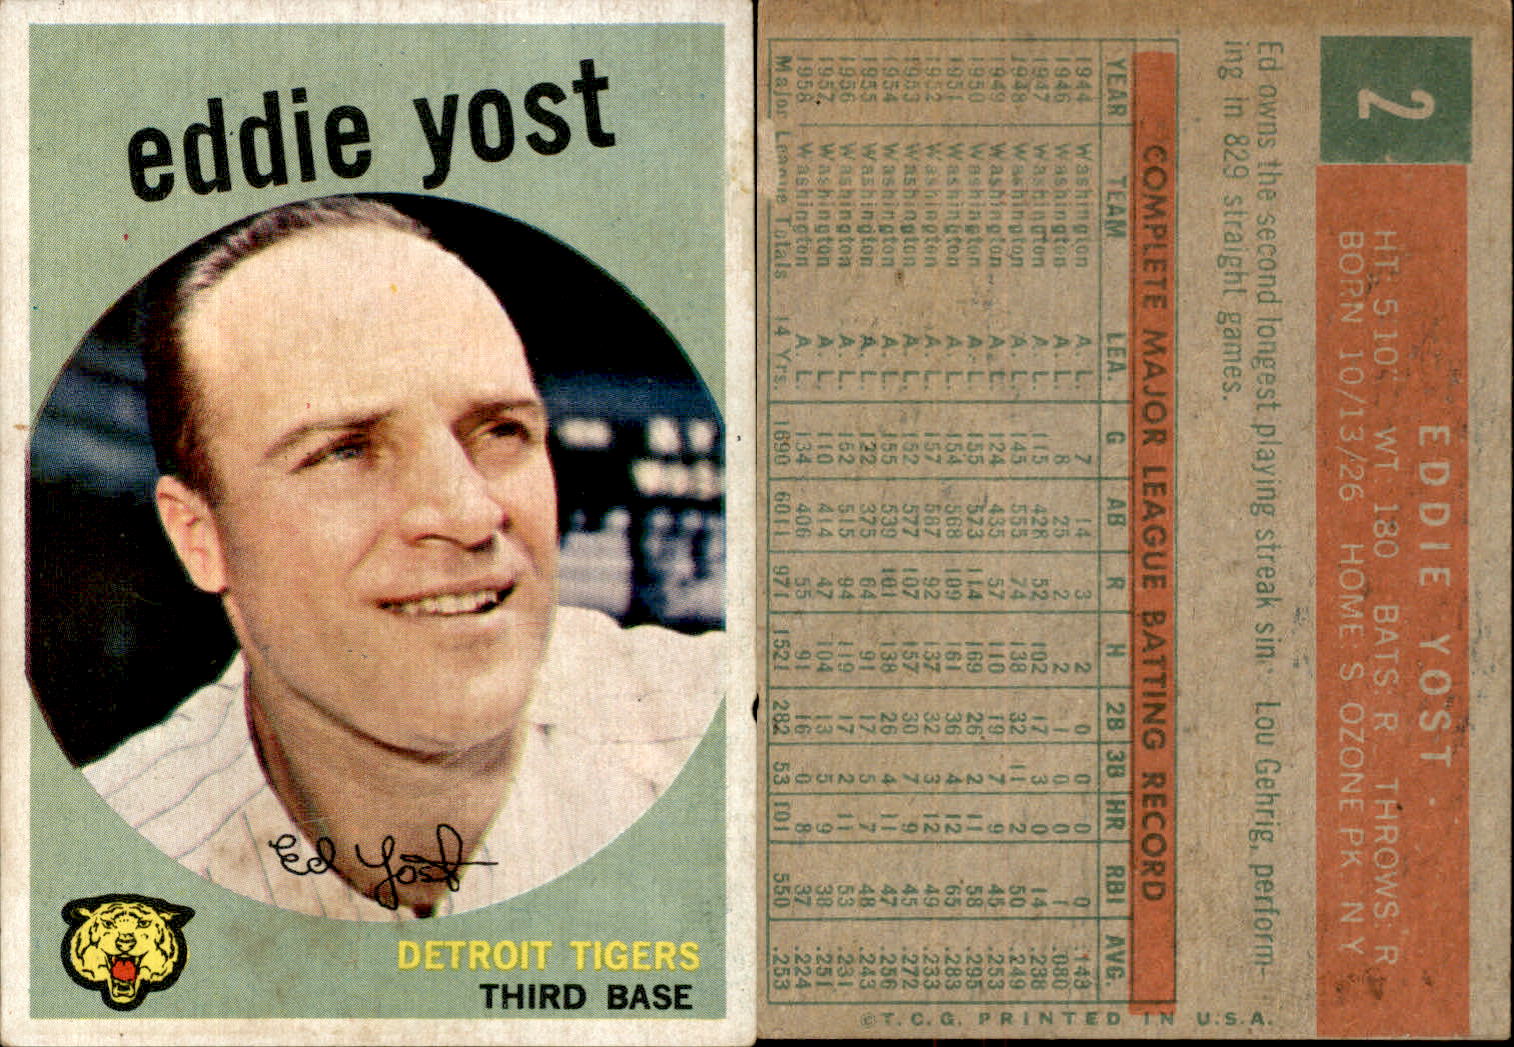 eddie yost
Ed Yost
DETROIT TIGERS
THIRD BASE
2
EDDIE YOST
HT. 5'10" WT. 180 BATS: R THROWS: R
BORN 10/13/26 HOME: S OZONE PK. N Y
Ed owns the second longest playing streak since Lou Gehrig, perform-
ing in 829 straight games.
COMPLETE MAJOR LEAGUE BATTING RECORD
YEAR TEAM LEA. G AB R H 2B 3B HR RBI AVG.
1944 Washington A. L. 7 14 3 2 0 0 0 0 .143
1946 Washington A. L. 8 25 2 2 1 0 0 1 .080
1947 Washington A. L. 115 428 52 102 17 3 0 14 .238
1948 Washington A. L. 145 555 74 138 32 11 2 50 .249
1949 Washington A. L. 124 435 57 110 19 7 9 45 .253
1950 Washington A. L. 155 573 114 169 26 2 11 58 .295
1951 Washington A. L. 154 568 109 161 36 4 12 65 .283
1952 Washington A. L. 157 587 92 137 32 3 12 49 .233
1953 Washington A. L. 152 577 107 157 30 7 9 45 .272
1954 Washington A. L. 155 539 101 138 26 4 11 47 .256
1955 Washington A. L. 122 375 64 91 17 5 7 48 .243
1956 Washington A. L. 152 515 94 119 17 2 11 53 .231
1957 Washington A. L. 110 414 47 104 13 5 9 38 .251
1958 Washington A. L. 134 406 55 91 16 0 8 37 .224
Major League Totals 14 Yrs. 1690 6011 971 1521 282 53 101 550 .253
©T.C.G. PRINTED IN U.S.A.